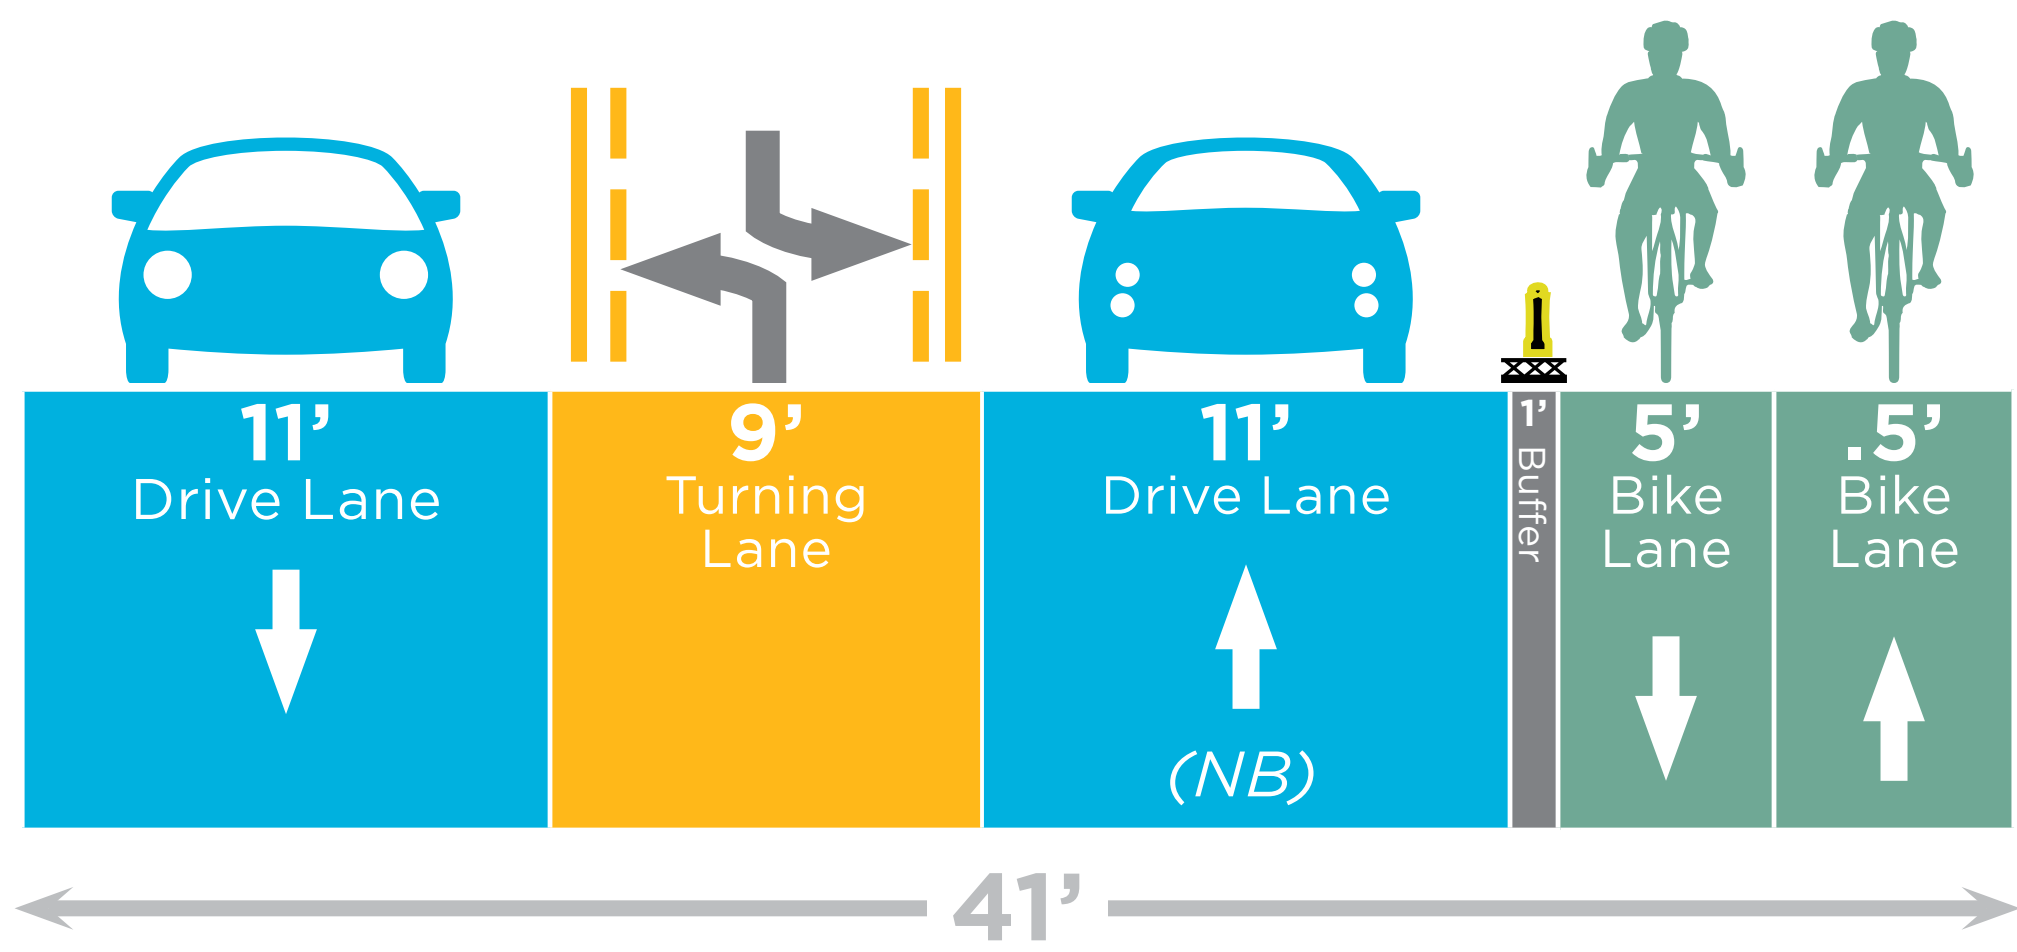 11’
Drive Lane
9’
Turning
Lane
11’
Drive Lane
(NB)
1’
Buffer
5’
Bike
Lane
.5’
Bike
Lane
41’